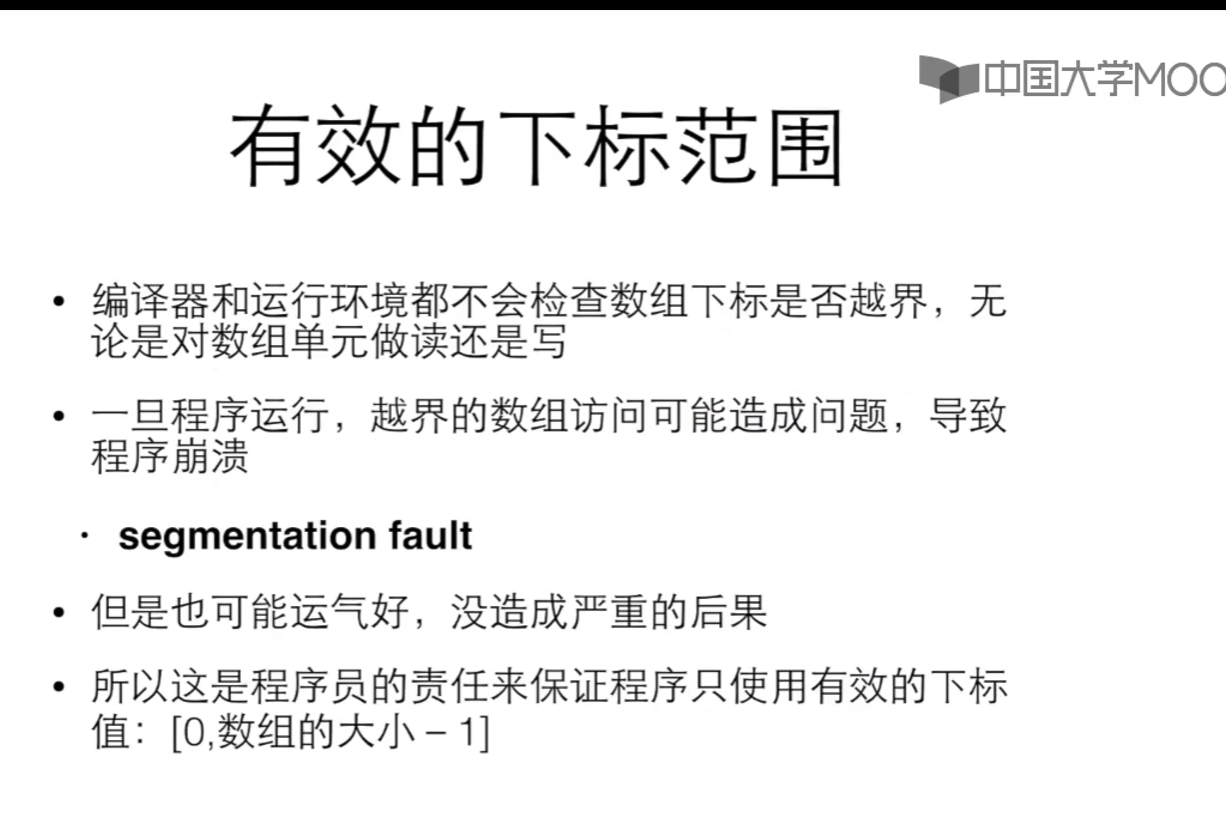 中国大学MOO
有效的下标范围
• 编译器和运行环境都不会检查数组下标是否越界，无
论是对数组单元做读还是写
• 一旦程序运行，越界的数组访问可能造成问题，导致
程序崩溃
• segmentation fault
• 但是也可能运气好，没造成严重的后果
• 所以这是程序员的责任来保证程序只使用有效的下标
值：[0,数组的大小 – 1]